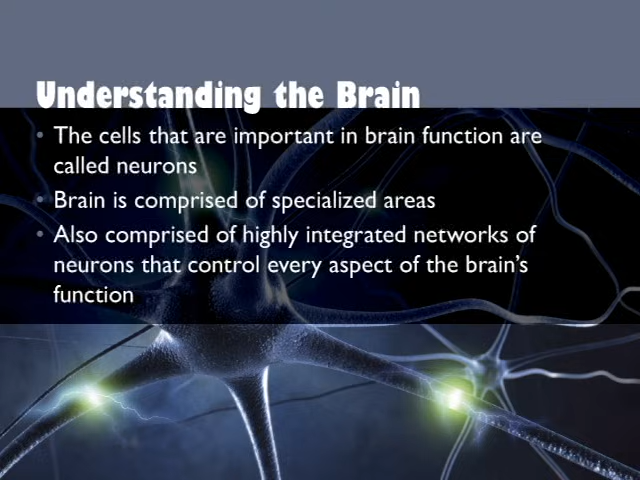 Understanding the Brain
• The cells that are important in brain function are
called neurons
• Brain is comprised of specialized areas
• Also comprised of highly integrated networks of
neurons that control every aspect of the brain’s
function